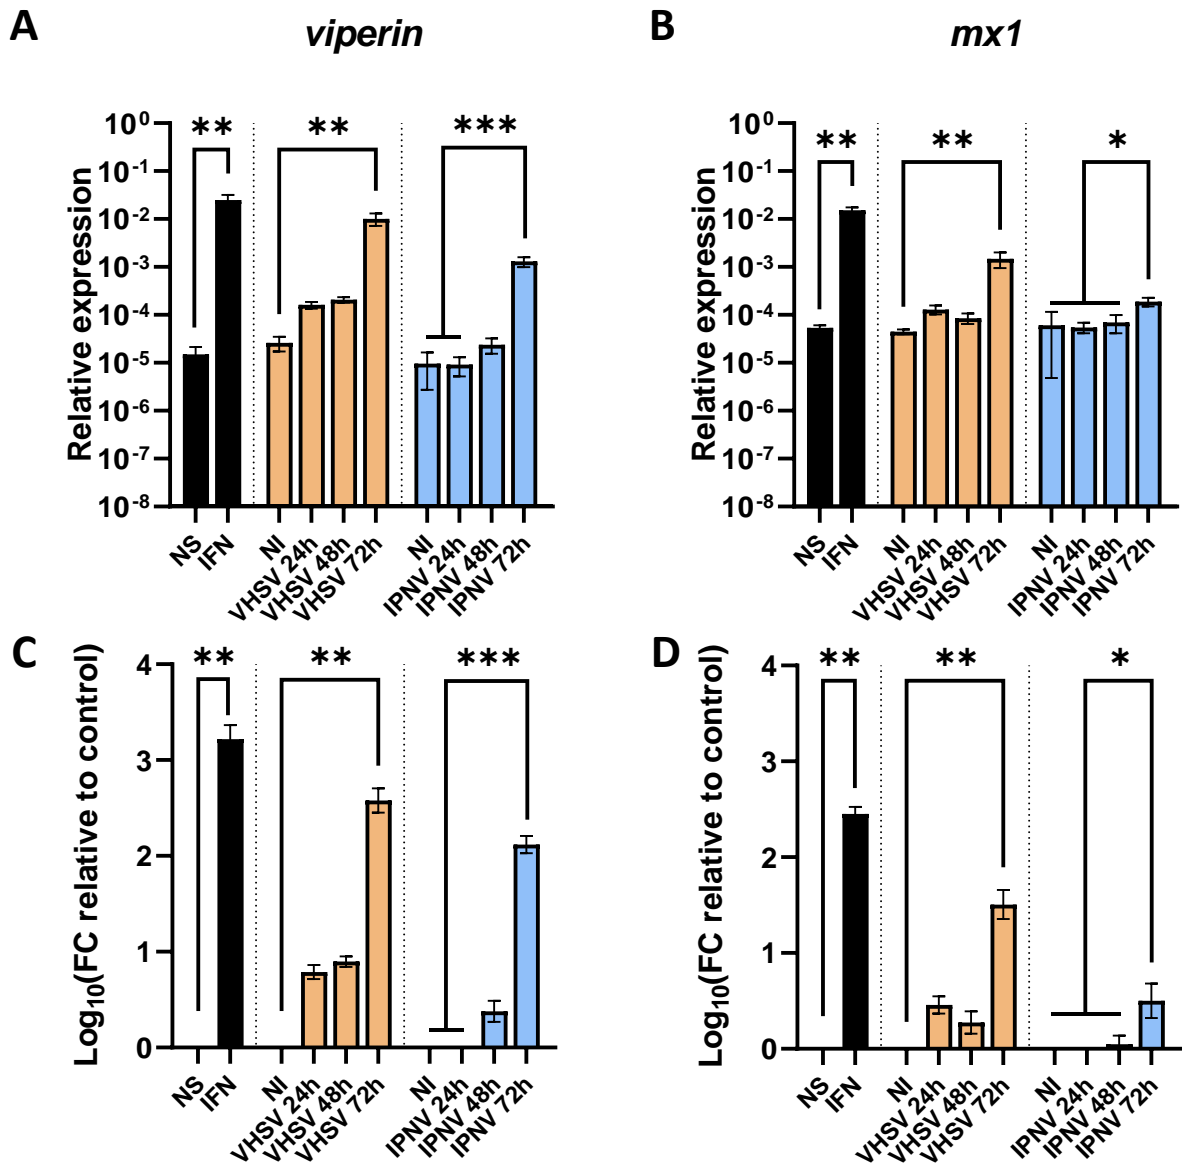 A
viperin
B
mx1
Relative expression
10⁰
10⁻¹
10⁻²
10⁻³
10⁻⁴
10⁻⁵
10⁻⁶
10⁻⁷
10⁻⁸
** ** ***
NS
IFN
NI
VHSV 24h
VHSV 48h
VHSV 72h
NI
IPNV 24h
IPNV 48h
IPNV 72h
Relative expression
10⁰
10⁻¹
10⁻²
10⁻³
10⁻⁴
10⁻⁵
10⁻⁶
10⁻⁷
10⁻⁸
** ** *
NS
IFN
NI
VHSV 24h
VHSV 48h
VHSV 72h
NI
IPNV 24h
IPNV 48h
IPNV 72h
C
Log₁₀(FC relative to control)
4
3
2
1
0
** ** ***
NS
IFN
NI
VHSV 24h
VHSV 48h
VHSV 72h
NI
IPNV 24h
IPNV 48h
IPNV 72h
D
Log₁₀(FC relative to control)
4
3
2
1
0
** ** *
NS
IFN
NI
VHSV 24h
VHSV 48h
VHSV 72h
NI
IPNV 24h
IPNV 48h
IPNV 72h